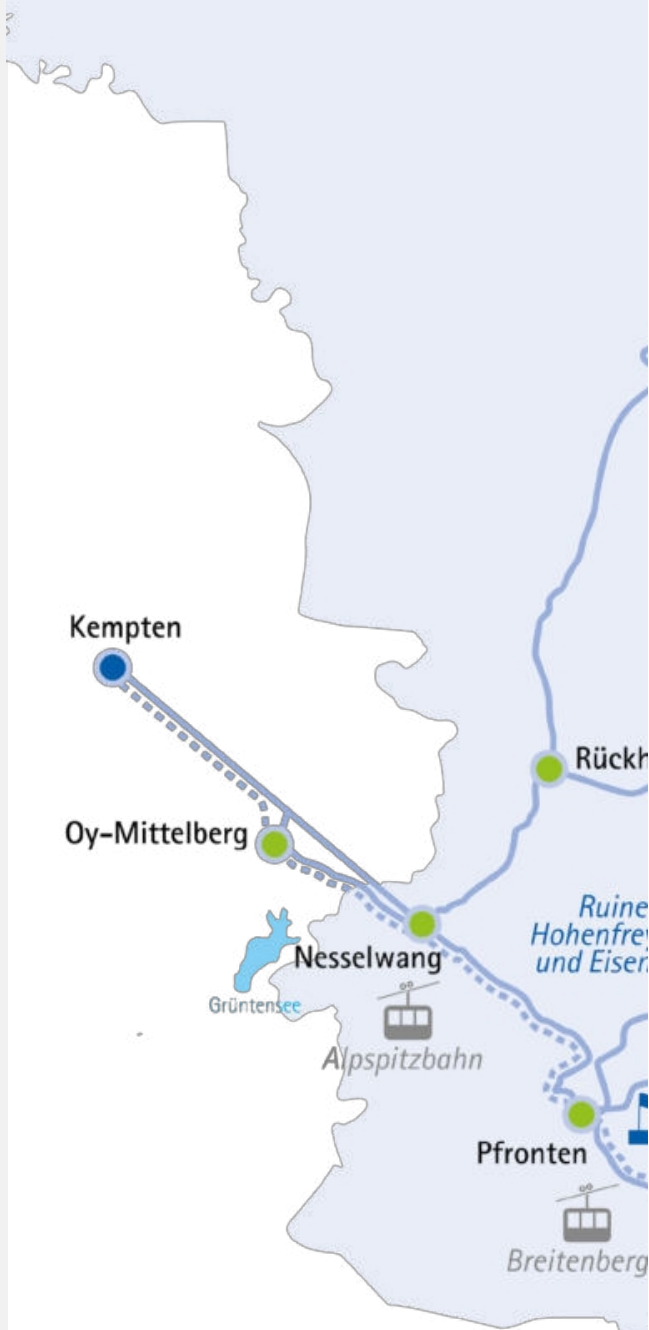 Kempten
Rückh
Oy-Mittelberg
Ruine
Hohenfrey
und Eisen
Nesselwang
Grüntensee
Alpspitzbahn
Pfronten
Breitenberg